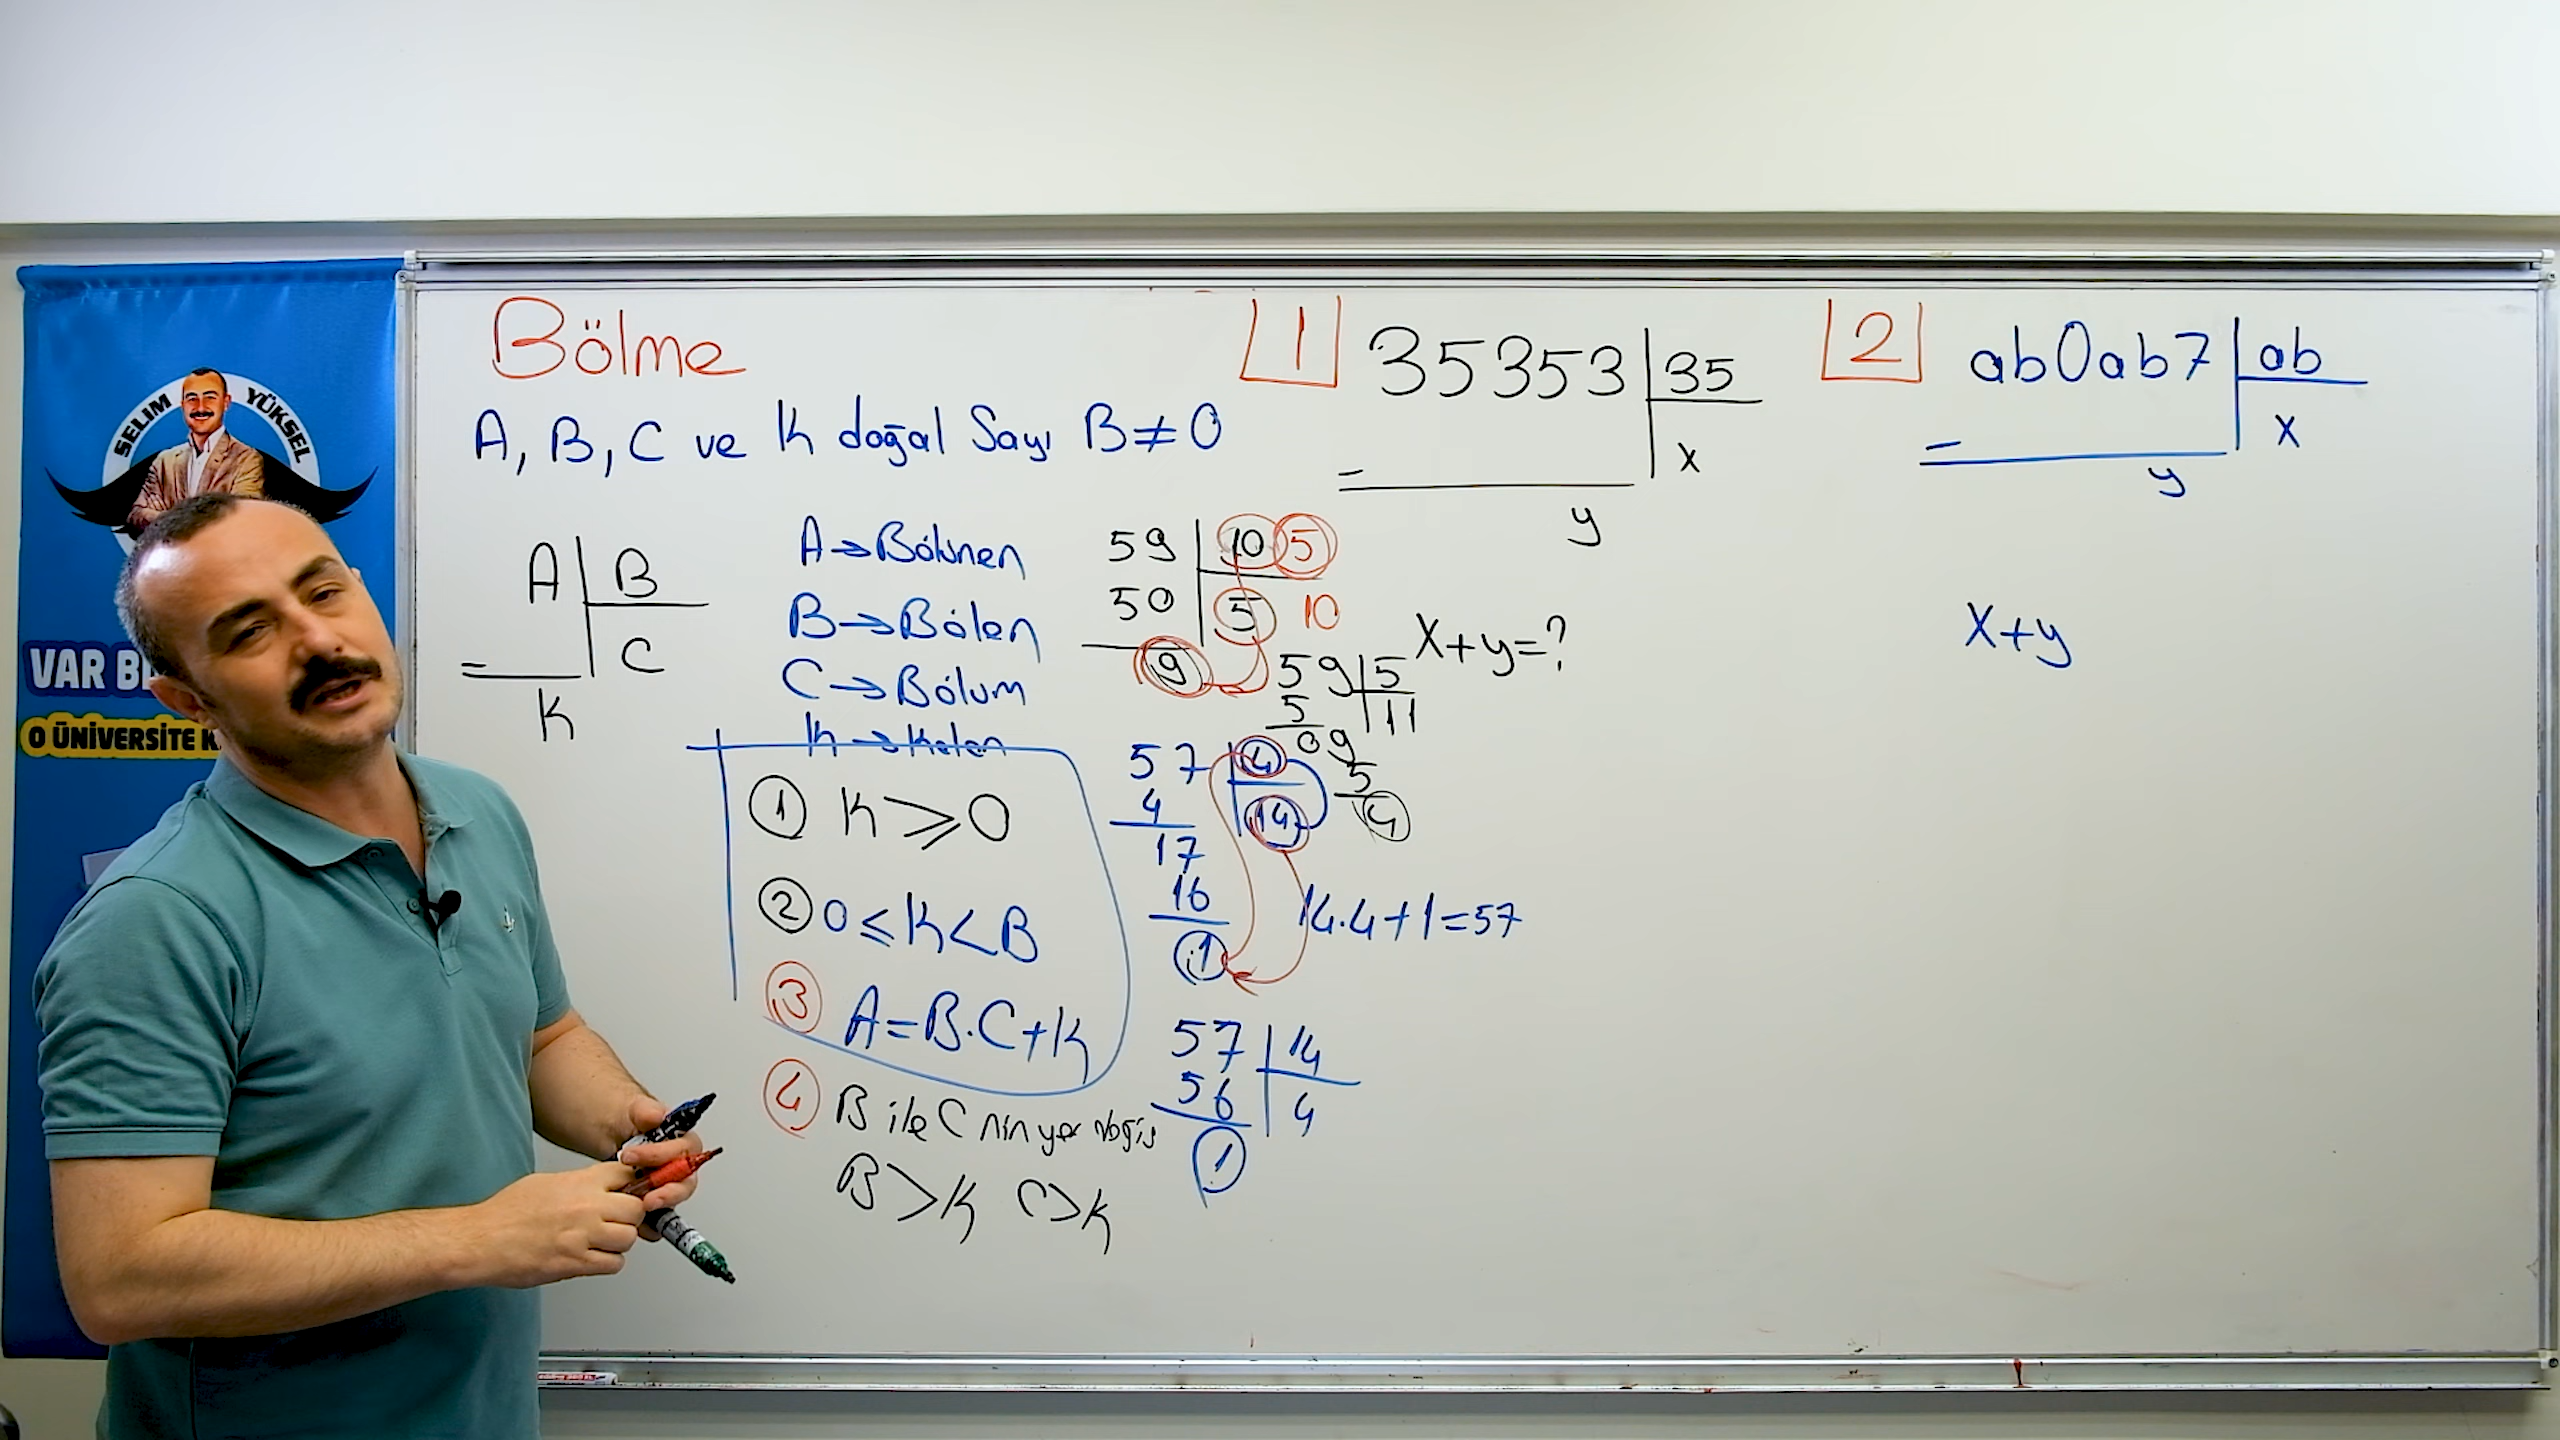 SELIM YÜKSEL
VAR Bİ
O ÜNİVERSİTE K
Bölme
A, B, C ve K doğal Sayı B≠0
A B
C
K
A→Bölünen
B→Bölen
C→Bölüm
K→Kalan
① K ≥ 0
② 0 ≤ K < B
③ A = B.C + K
④ B ile C nin yer değiş
B > K C > K
59 10 5
50 5 10
9
59 5
5 11
09
5
4
57 4
4 14
17
16
1
14.4+1=57
57 14
56 4
1
1 35353 35
x
y
x+y=?
2 ab0ab7 ab
x
y
x+y